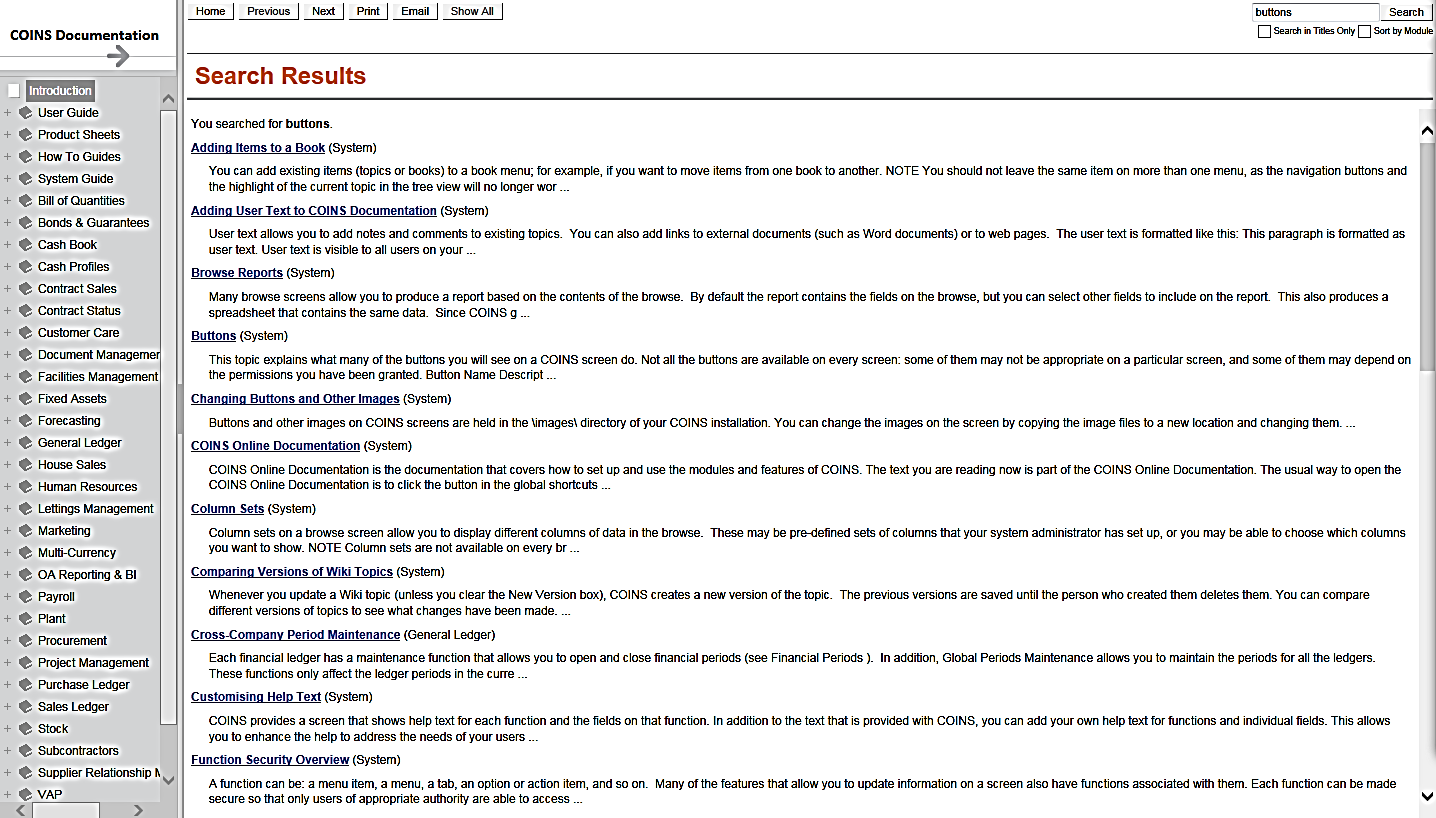 COINS Documentation
Introduction
User Guide
Product Sheets
How To Guides
System Guide
Bill of Quantities
Bonds & Guarantees
Cash Book
Cash Profiles
Contract Sales
Contract Status
Customer Care
Document Managemer
Facilities Management
Fixed Assets
Forecasting
General Ledger
House Sales
Human Resources
Lettings Management
Marketing
Multi-Currency
OA Reporting & BI
Payroll
Plant
Procurement
Project Management
Purchase Ledger
Sales Ledger
Stock
Subcontractors
Supplier Relationship M
VAP
Home Previous Next Print Email Show All
buttons Search
Search in Titles Only Sort by Module
Search Results
You searched for buttons.
Adding Items to a Book (System)
You can add existing items (topics or books) to a book menu; for example, if you want to move items from one book to another. NOTE You should not leave the same item on more than one menu, as the navigation buttons and
the highlight of the current topic in the tree view will no longer wor ...
Adding User Text to COINS Documentation (System)
User text allows you to add notes and comments to existing topics. You can also add links to external documents (such as Word documents) or to web pages. The user text is formatted like this: This paragraph is formatted as
user text. User text is visible to all users on your ...
Browse Reports (System)
Many browse screens allow you to produce a report based on the contents of the browse. By default the report contains the fields on the browse, but you can select other fields to include on the report. This also produces a
spreadsheet that contains the same data. Since COINS g ...
Buttons (System)
This topic explains what many of the buttons you will see on a COINS screen do. Not all the buttons are available on every screen: some of them may not be appropriate on a particular screen, and some of them may depend on
the permissions you have been granted. Button Name Descript ...
Changing Buttons and Other Images (System)
Buttons and other images on COINS screens are held in the \images\ directory of your COINS installation. You can change the images on the screen by copying the image files to a new location and changing them. ...
COINS Online Documentation (System)
COINS Online Documentation is the documentation that covers how to set up and use the modules and features of COINS. The text you are reading now is part of the COINS Online Documentation. The usual way to open the
COINS Online Documentation is to click the button in the global shortcuts ...
Column Sets (System)
Column sets on a browse screen allow you to display different columns of data in the browse. These may be pre-defined sets of columns that your system administrator has set up, or you may be able to choose which columns
you want to show. NOTE Column sets are not available on every br ...
Comparing Versions of Wiki Topics (System)
Whenever you update a Wiki topic (unless you clear the New Version box), COINS creates a new version of the topic. The previous versions are saved until the person who created them deletes them. You can compare
different versions of topics to see what changes have been made. ...
Cross-Company Period Maintenance (General Ledger)
Each financial ledger has a maintenance function that allows you to open and close financial periods (see Financial Periods ). In addition, Global Periods Maintenance allows you to maintain the periods for all the ledgers.
These functions only affect the ledger periods in the curre ...
Customising Help Text (System)
COINS provides a screen that shows help text for each function and the fields on that function. In addition to the text that is provided with COINS, you can add your own help text for functions and individual fields. This allows
you to enhance the help to address the needs of your users ...
Function Security Overview (System)
A function can be: a menu item, a menu, a tab, an option or action item, and so on. Many of the features that allow you to update information on a screen also have functions associated with them. Each function can be made
secure so that only users of appropriate authority are able to access ...